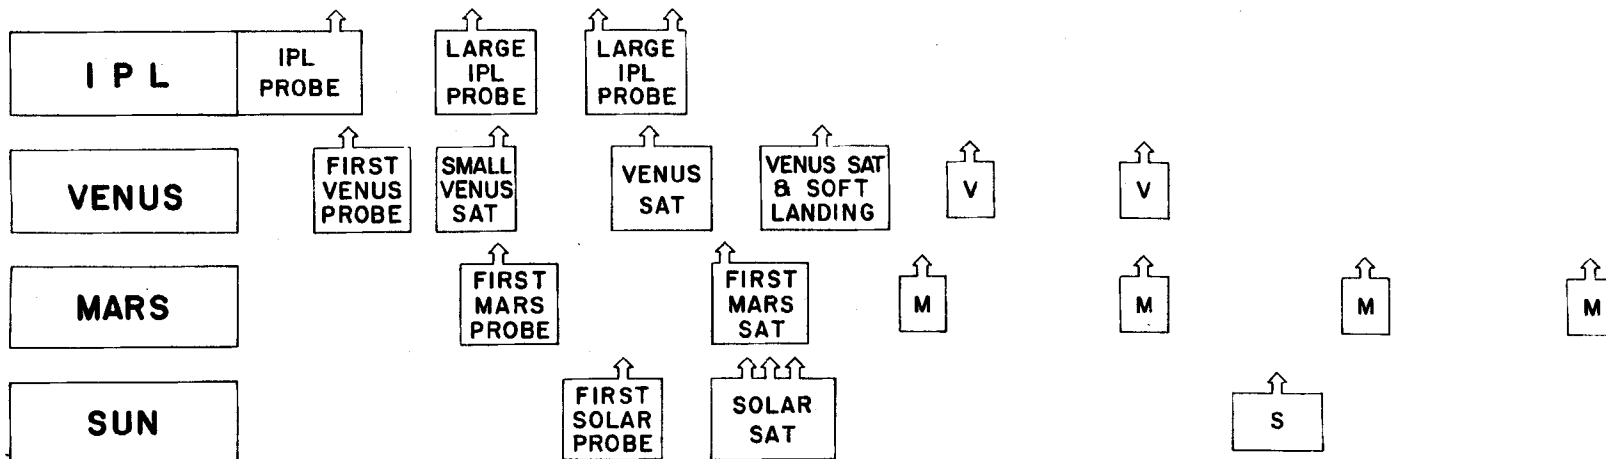 I P L
IPL
PROBE
LARGE
IPL
PROBE
LARGE
IPL
PROBE
VENUS
FIRST
VENUS
PROBE
SMALL
VENUS
SAT
VENUS
SAT
VENUS SAT
& SOFT
LANDING
V
V
MARS
FIRST
MARS
PROBE
FIRST
MARS
SAT
M
M
M
M
SUN
FIRST
SOLAR
PROBE
SOLAR
SAT
S